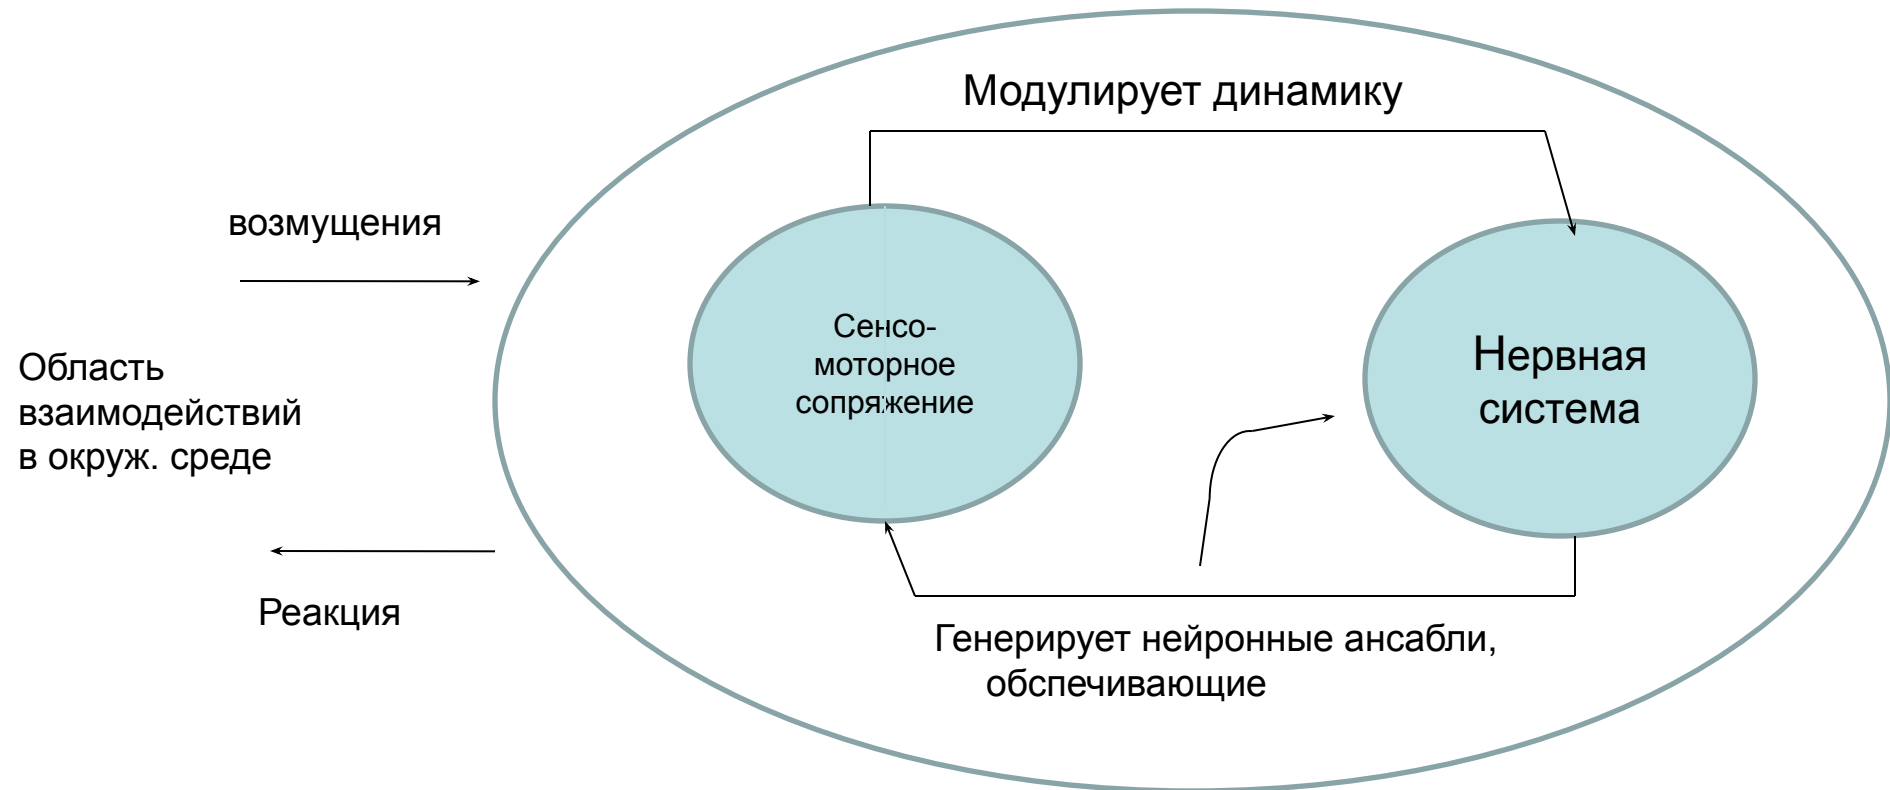 Модулирует динамику
возмущения
Сенсо-
моторное
сопряжение
Нервная
система
Область
взаимодействий
в окруж. среде
Реакция
Генерирует нейронные ансабли,
обспечивающие